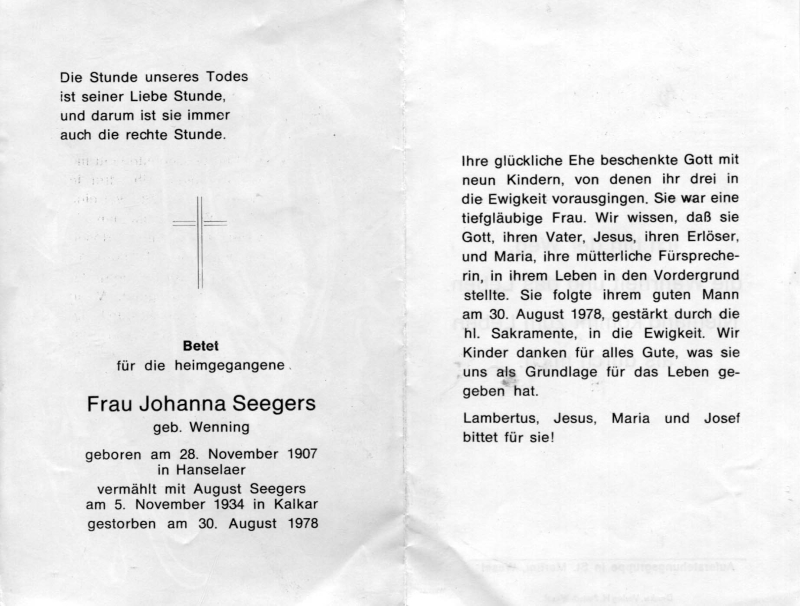 Die Stunde unseres Todes
ist seiner Liebe Stunde,
und darum ist sie immer
auch die rechte Stunde.
Betet
für die heimgegangene
Frau Johanna Seegers
geb. Wenning
geboren am 28. November 1907
in Hanselaer
vermählt mit August Seegers
am 5. November 1934 in Kalkar
gestorben am 30. August 1978
Ihre glückliche Ehe beschenkte Gott mit
neun Kindern, von denen ihr drei in
die Ewigkeit vorausgingen. Sie war eine
tiefgläubige Frau. Wir wissen, daß sie
Gott, ihren Vater, Jesus, ihren Erlöser,
und Maria, ihre mütterliche Fürspreche-
rin, in ihrem Leben in den Vordergrund
stellte. Sie folgte ihrem guten Mann
am 30. August 1978, gestärkt durch die
hl. Sakramente, in die Ewigkeit. Wir
Kinder danken für alles Gute, was sie
uns als Grundlage für das Leben ge-
geben hat.
Lambertus, Jesus, Maria und Josef
bittet für sie!